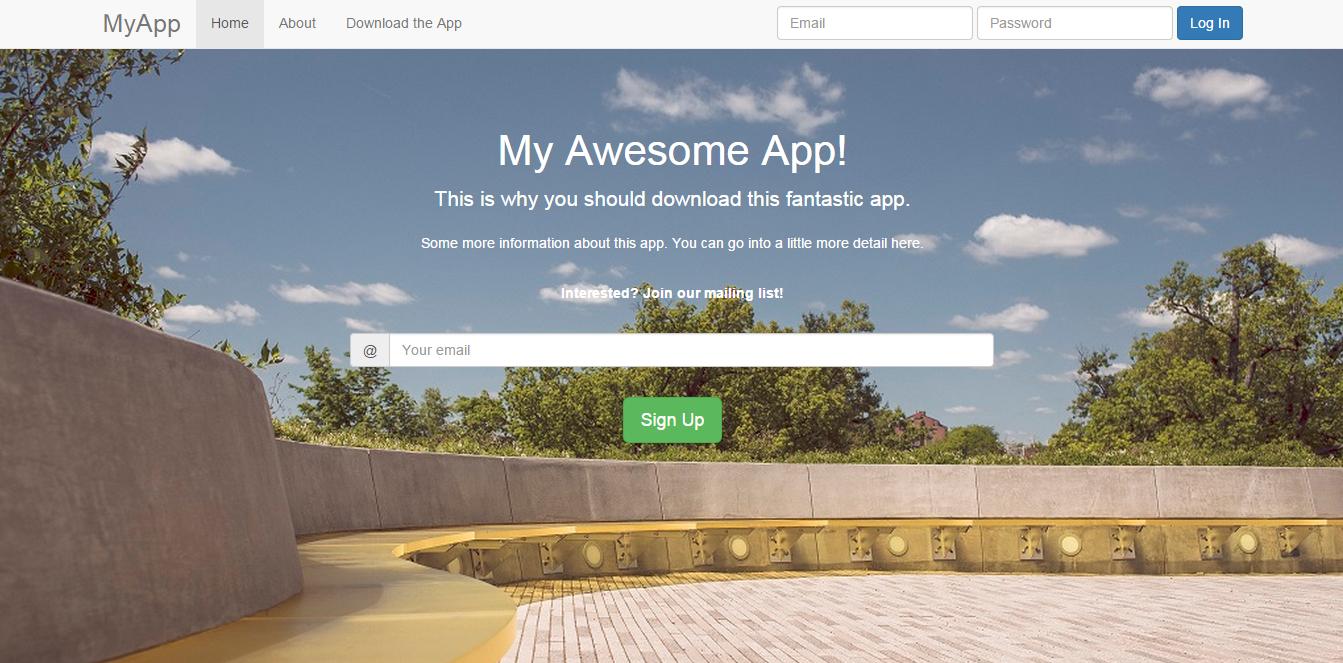 MyApp Home About Download the App Email Password Log In
My Awesome App!
This is why you should download this fantastic app.
Some more information about this app. You can go into a little more detail here.
Interested? Join our mailing list!
@ Your email
Sign Up